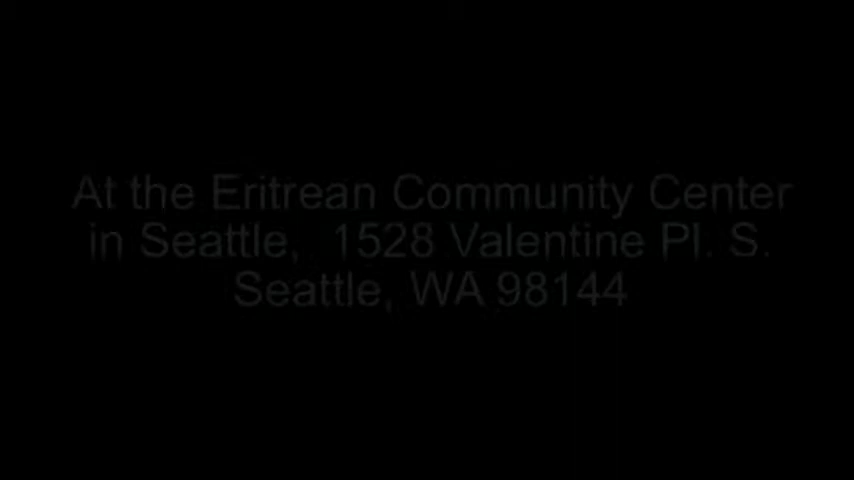 At the Eritrean Community Center
in Seattle,  1528 Valentine Pl. S.
Seattle, WA 98144